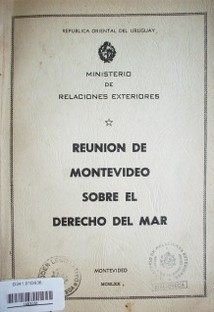 REPUBLICA ORIENTAL DEL URUGUAY
MINISTERIO
DE
RELACIONES EXTERIORES
REUNION DE
MONTEVIDEO
SOBRE EL
DERECHO DEL MAR
MONTEVIDEO